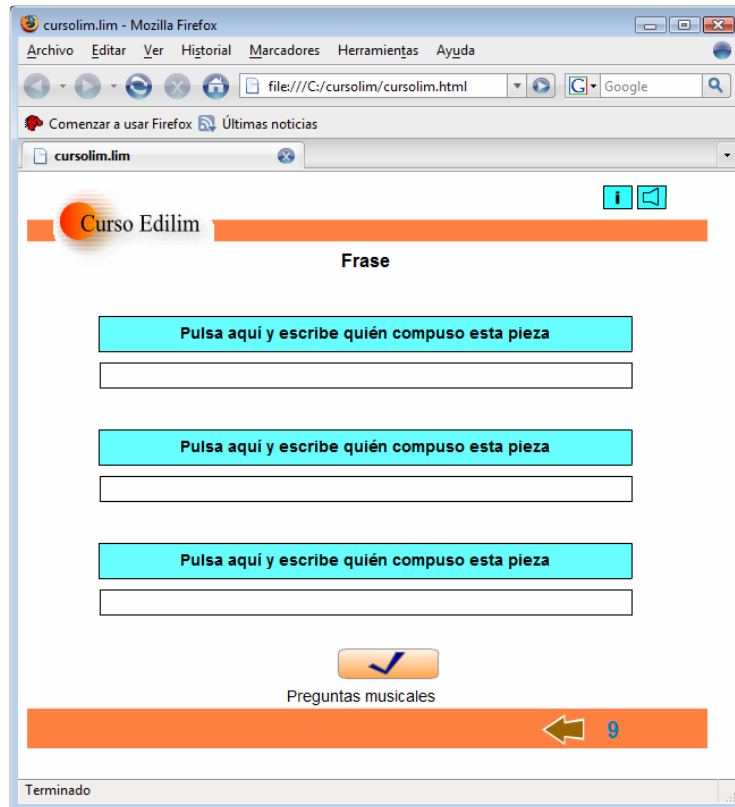 cursolim.lim - Mozilla Firefox
Archivo Editar Ver Historial Marcadores Herramientas Ayuda
file:///C:/cursolim/cursolim.html G Google
Comenzar a usar Firefox Últimas noticias
cursolim.lim
i
Curso Edilim
Frase
Pulsa aquí y escribe quién compuso esta pieza
Pulsa aquí y escribe quién compuso esta pieza
Pulsa aquí y escribe quién compuso esta pieza
Preguntas musicales
9
Terminado